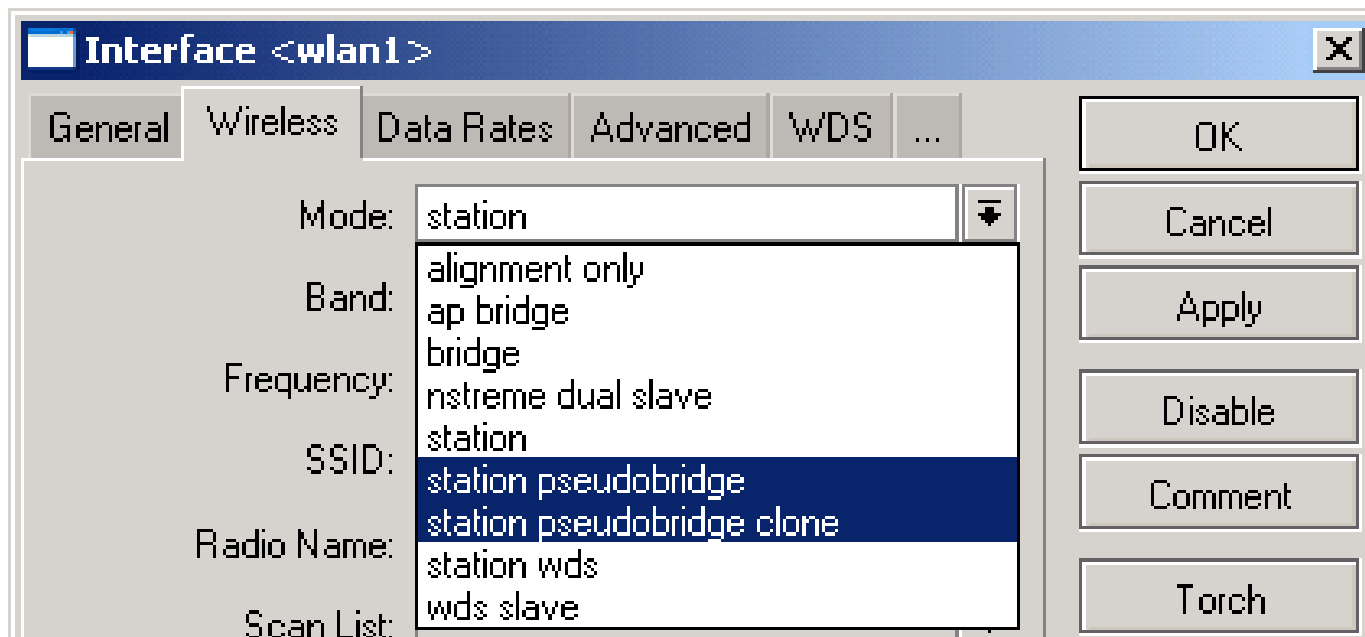 Interface <wlan1>
General Wireless Data Rates Advanced WDS ...
Mode: station
alignment only
ap bridge
bridge
nstreme dual slave
station
station pseudobridge
station pseudobridge clone
station wds
wds slave
Band:
Frequency:
SSID:
Radio Name:
Scan List:
OK
Cancel
Apply
Disable
Comment
Torch